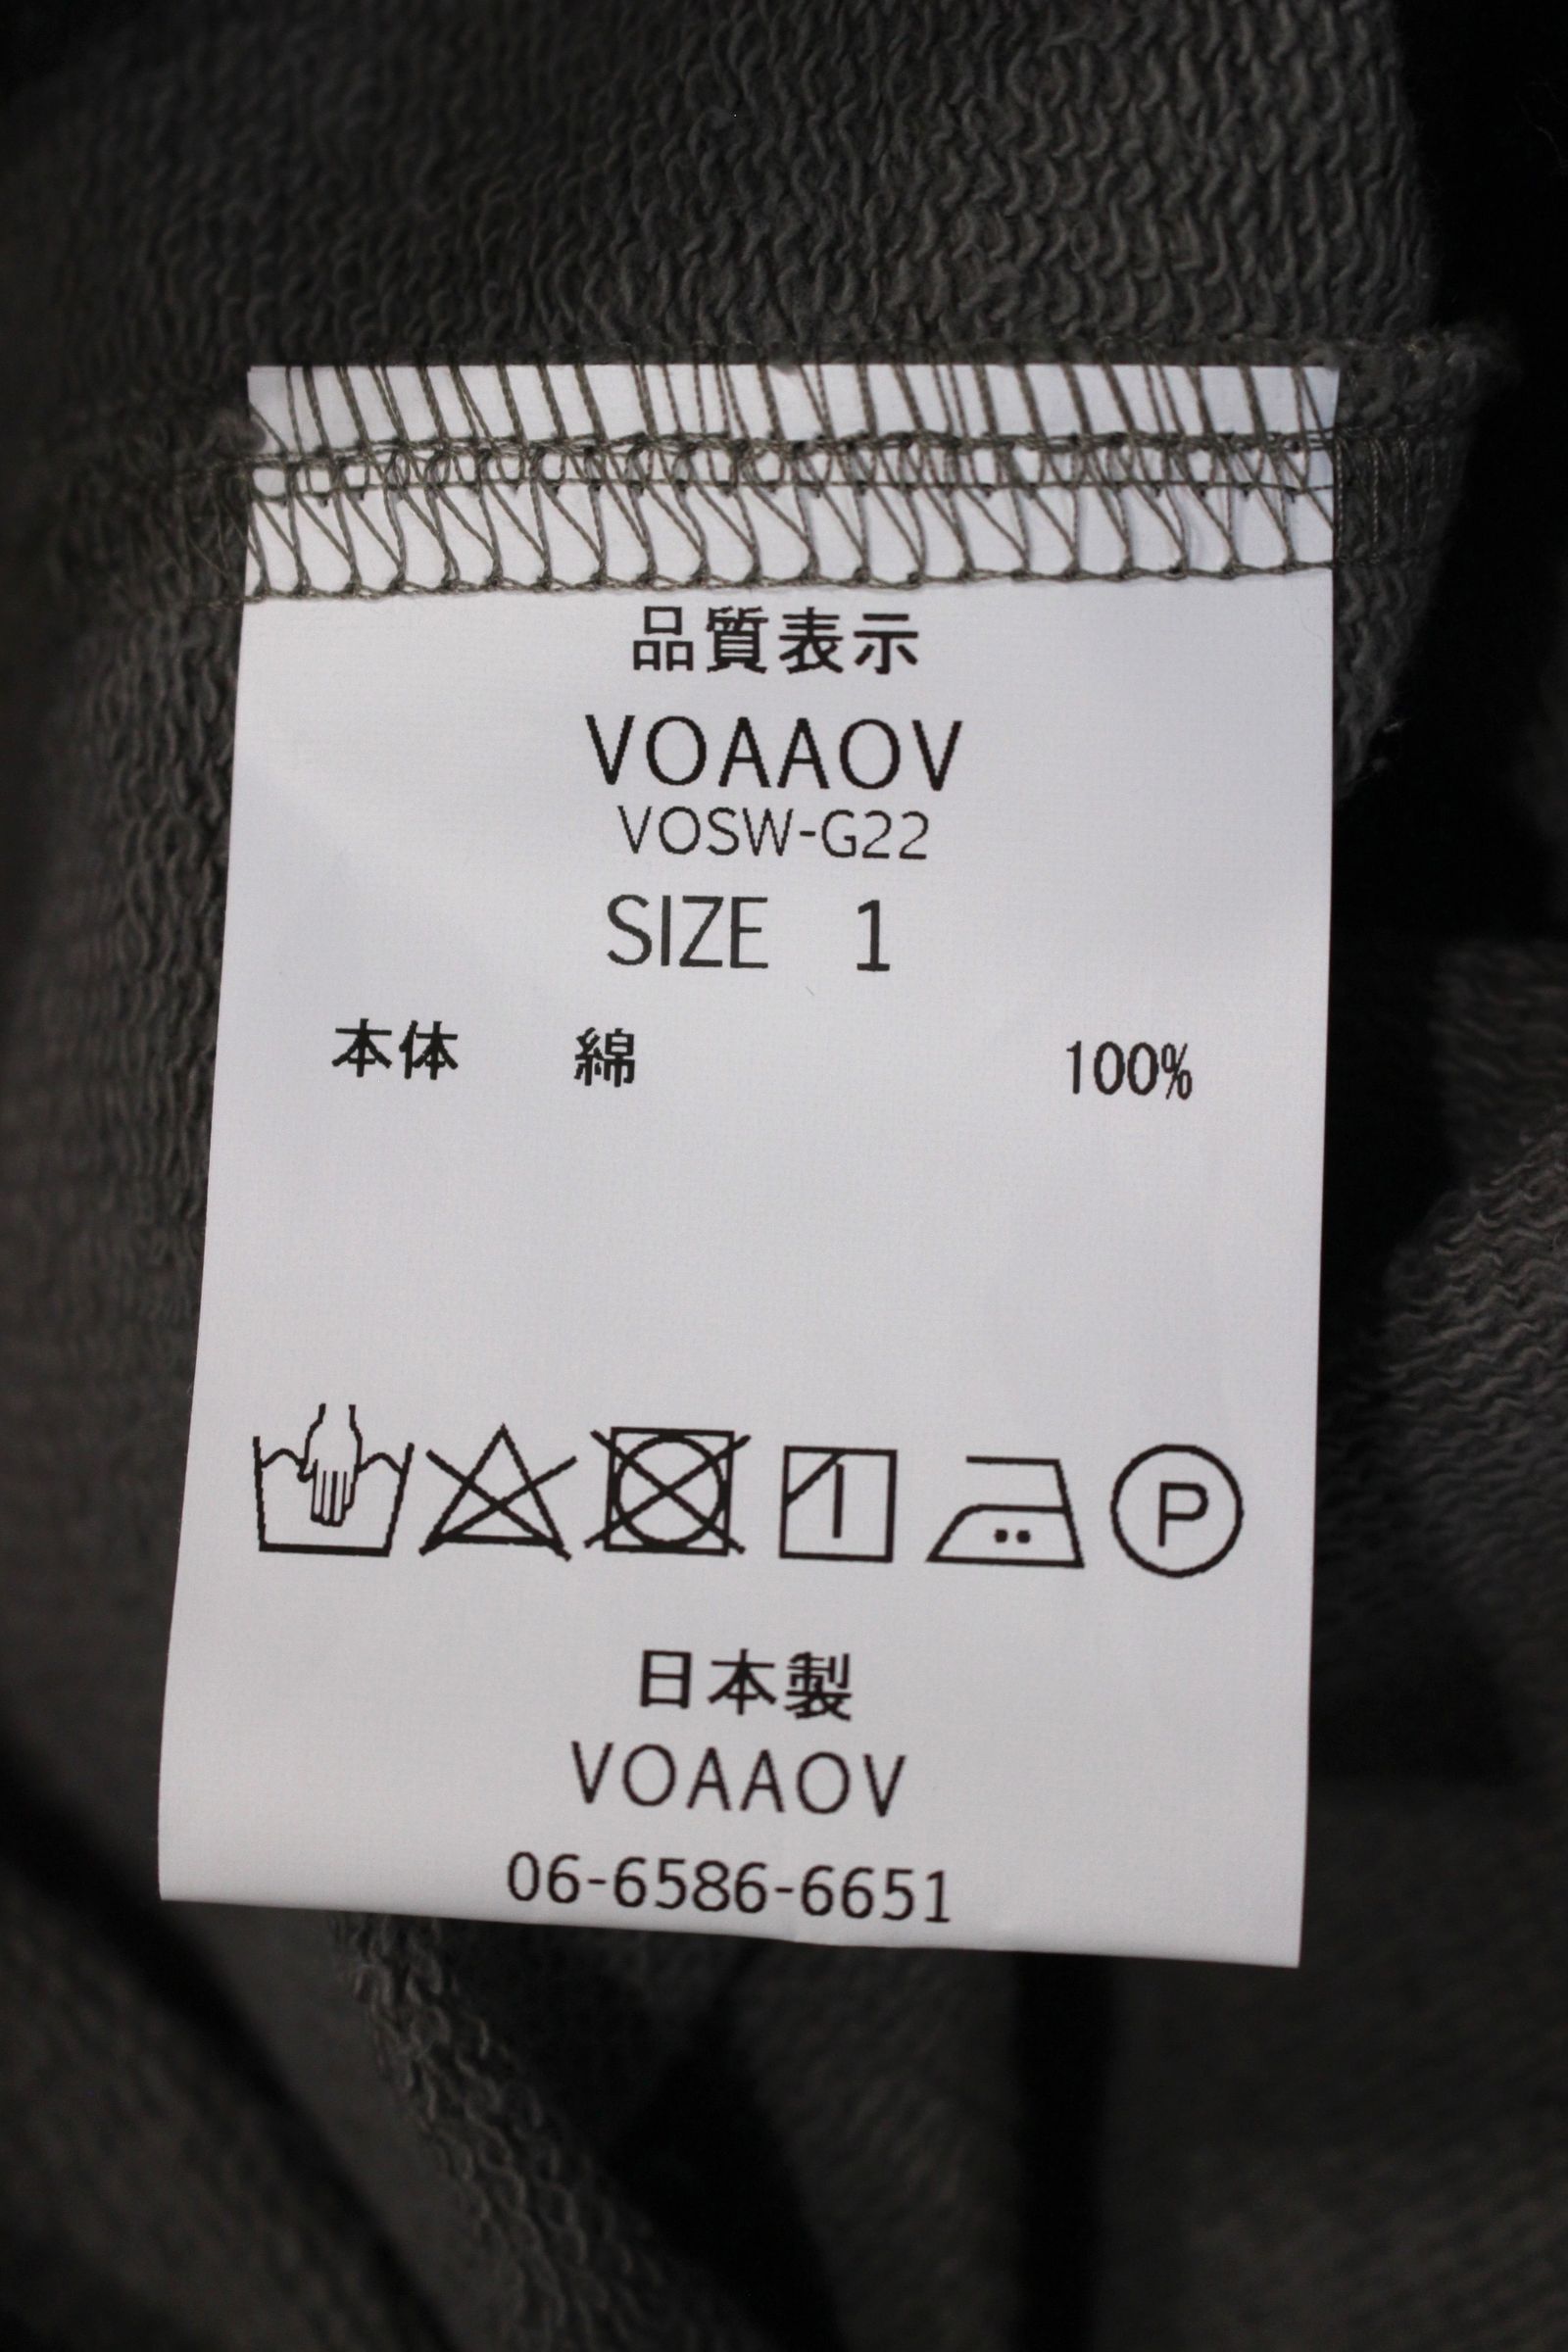 品質表示
VOAAOV
VOSW-G22
SIZE 1
本体 綿 100%
P
日本製
VOAAOV
06-6586-6651